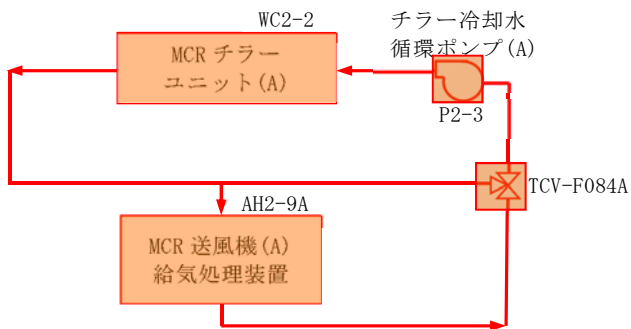 WC2-2
MCR チラー
ユニット(A)
チラー冷却水
循環ポンプ(A)
P2-3
TCV-F084A
AH2-9A
MCR 送風機(A)
給気処理装置